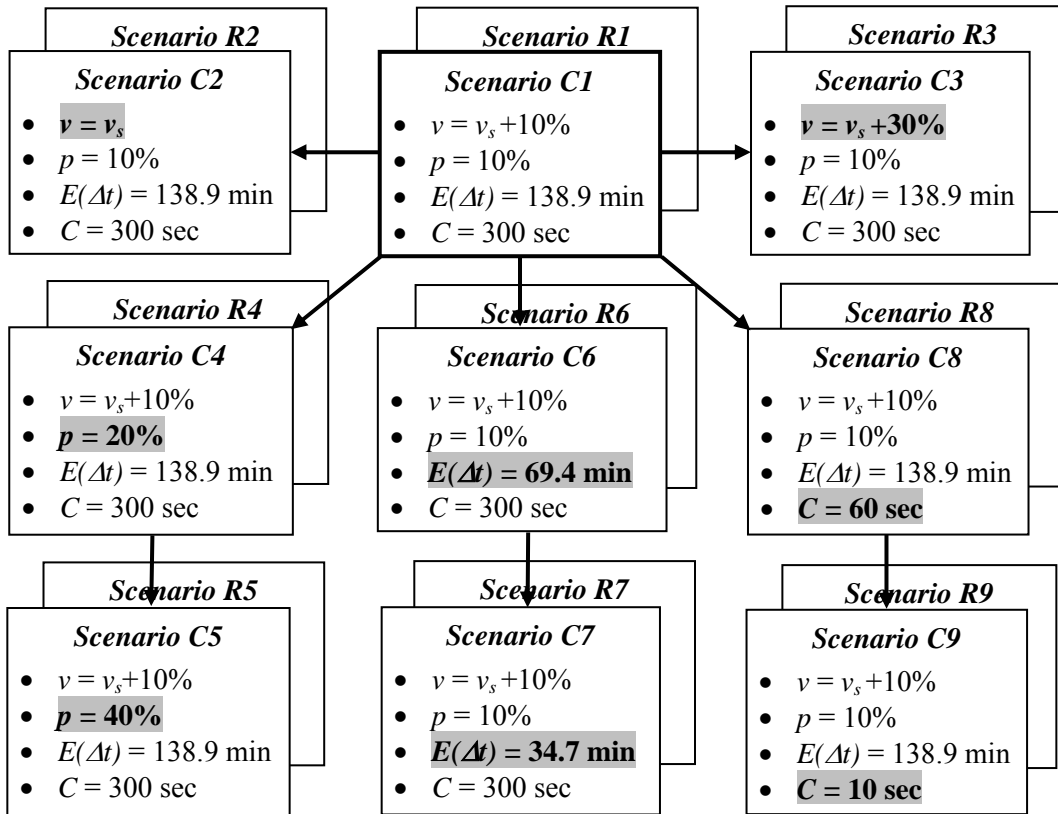 Scenario R2
Scenario C2
• v = vs
• p = 10%
• E(Δt) = 138.9 min
• C = 300 sec
Scenario R1
Scenario C1
• v = vs +10%
• p = 10%
• E(Δt) = 138.9 min
• C = 300 sec
Scenario R3
Scenario C3
• v = vs +30%
• p = 10%
• E(Δt) = 138.9 min
• C = 300 sec
Scenario R4
Scenario C4
• v = vs+10%
• p = 20%
• E(Δt) = 138.9 min
• C = 300 sec
Scenario R6
Scenario C6
• v = vs +10%
• p = 10%
• E(Δt) = 69.4 min
• C = 300 sec
Scenario R8
Scenario C8
• v = vs +10%
• p = 10%
• E(Δt) = 138.9 min
• C = 60 sec
Scenario R5
Scenario C5
• v = vs+10%
• p = 40%
• E(Δt) = 138.9 min
• C = 300 sec
Scenario R7
Scenario C7
• v = vs +10%
• p = 10%
• E(Δt) = 34.7 min
• C = 300 sec
Scenario R9
Scenario C9
• v = vs +10%
• p = 10%
• E(Δt) = 138.9 min
• C = 10 sec